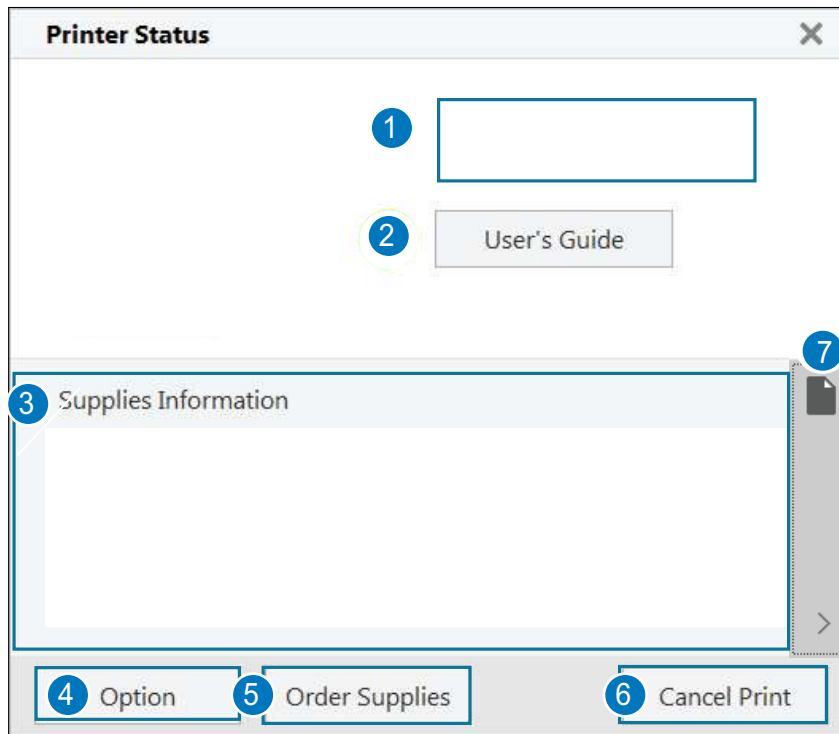 Printer Status
1
2 User's Guide
7
3 Supplies Information
4 Option 5 Order Supplies 6 Cancel Print